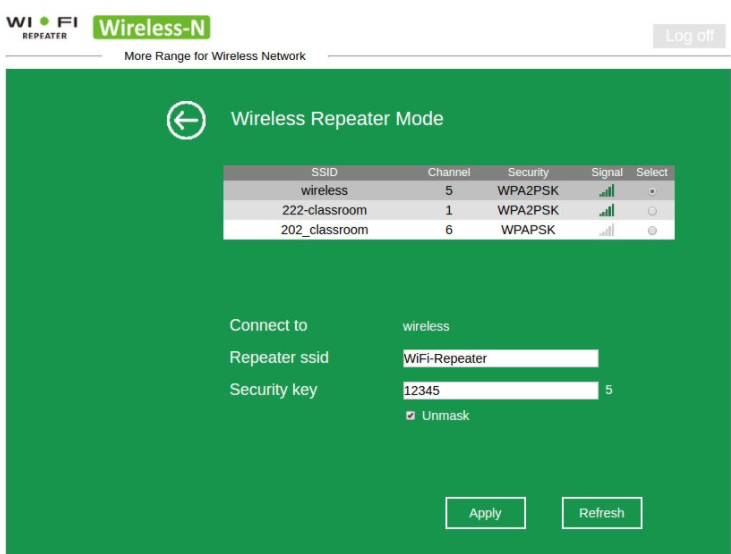 WI FI
REPEATER
Wireless-N
Log off
More Range for Wireless Network
Wireless Repeater Mode
SSID Channel Security Signal Select
wireless 5 WPA2PSK
222-classroom 1 WPA2PSK
202_classroom 6 WPAPSK
Connect to wireless
Repeater ssid WiFi-Repeater
Security key 12345 5
Unmask
Apply Refresh